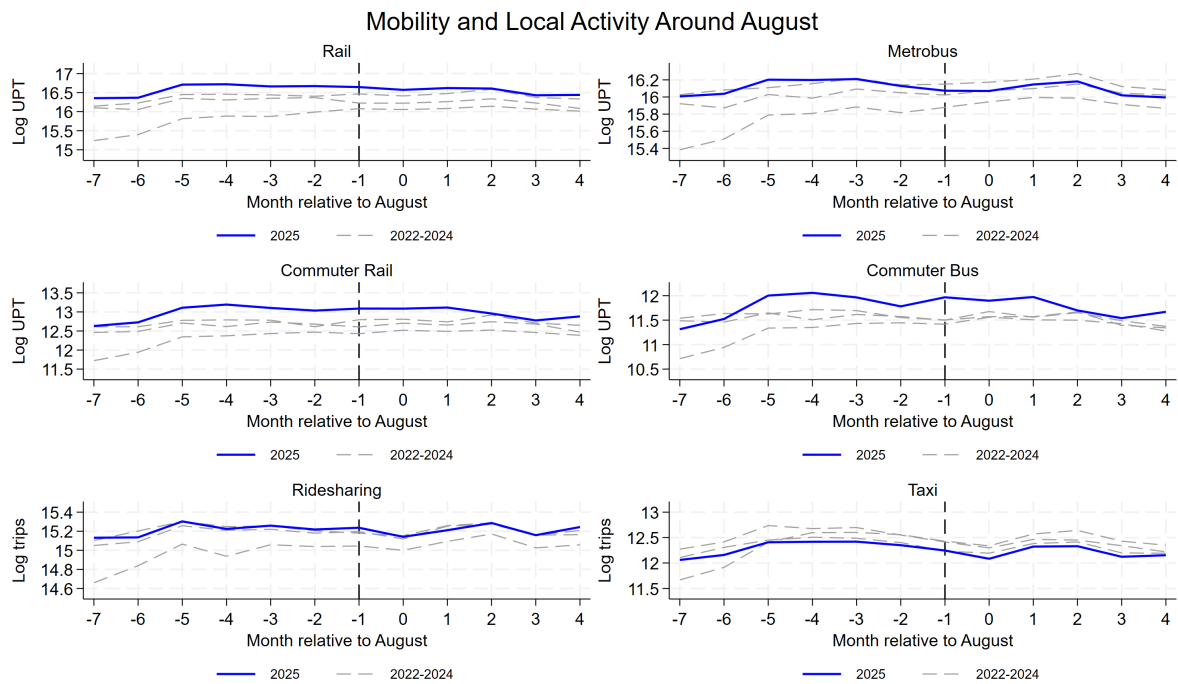 Mobility and Local Activity Around August
Rail
Log UPT
17
16.5
16
15.5
15
-7 -6 -5 -4 -3 -2 -1 0 1 2 3 4
Month relative to August
2025 2022-2024
Metrobus
Log UPT
16.2
16
15.8
15.6
15.4
-7 -6 -5 -4 -3 -2 -1 0 1 2 3 4
Month relative to August
2025 2022-2024
Commuter Rail
Log UPT
13.5
13
12.5
12
11.5
-7 -6 -5 -4 -3 -2 -1 0 1 2 3 4
Month relative to August
2025 2022-2024
Commuter Bus
Log UPT
12
11.5
11
10.5
-7 -6 -5 -4 -3 -2 -1 0 1 2 3 4
Month relative to August
2025 2022-2024
Ridesharing
Log trips
15.4
15.2
15
14.8
14.6
-7 -6 -5 -4 -3 -2 -1 0 1 2 3 4
Month relative to August
2025 2022-2024
Taxi
Log trips
13
12.5
12
11.5
-7 -6 -5 -4 -3 -2 -1 0 1 2 3 4
Month relative to August
2025 2022-2024